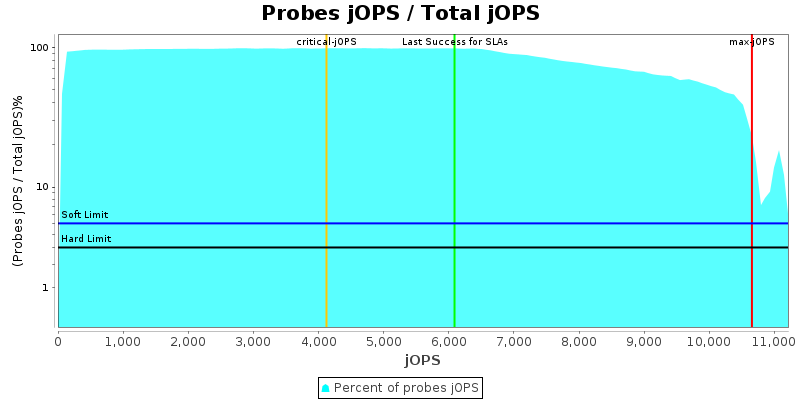 Probes jOPS / Total jOPS
critical-jOPS
Last Success for SLAs
max-jOPS
(Probes jOPS / Total jOPS)%
100
10
1
Soft Limit
Hard Limit
0
1,000
2,000
3,000
4,000
5,000
6,000
7,000
8,000
9,000
10,000
11,000
jOPS
Percent of probes jOPS